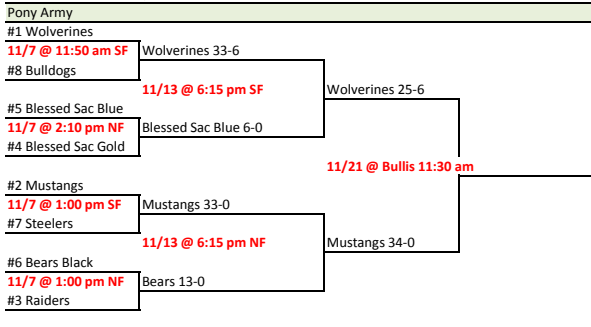 Pony Army
#1 Wolverines
11/7 @ 11:50 am SF
Wolverines 33-6
#8 Bulldogs
11/13 @ 6:15 pm SF
Wolverines 25-6
#5 Blessed Sac Blue
11/7 @ 2:10 pm NF
Blessed Sac Blue 6-0
#4 Blessed Sac Gold
11/21 @ Bullis 11:30 am
#2 Mustangs
11/7 @ 1:00 pm SF
Mustangs 33-0
#7 Steelers
11/13 @ 6:15 pm NF
Mustangs 34-0
#6 Bears Black
11/7 @ 1:00 pm NF
Bears 13-0
#3 Raiders